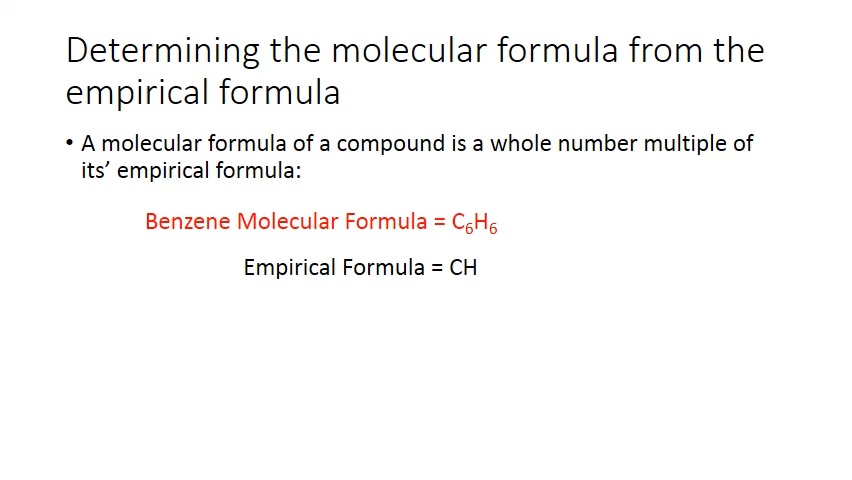 Determining the molecular formula from the
empirical formula
• A molecular formula of a compound is a whole number multiple of
its’ empirical formula:
Benzene Molecular Formula = C₆H₆
Empirical Formula = CH